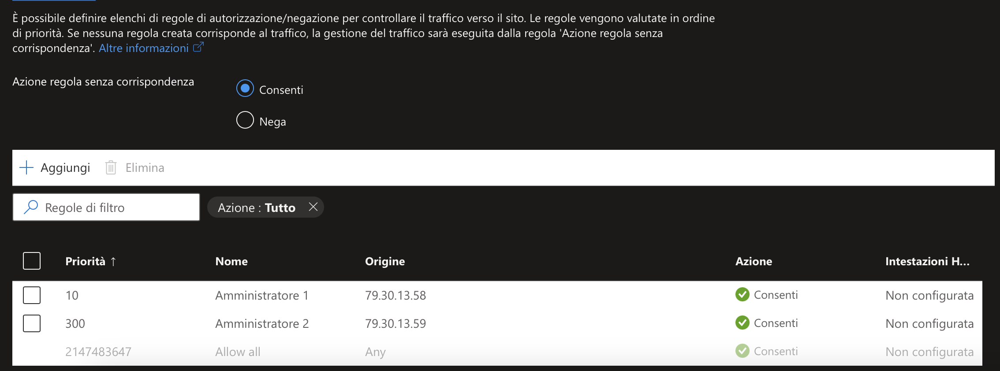 È possibile definire elenchi di regole di autorizzazione/negazione per controllare il traffico verso il sito. Le regole vengono valutate in ordine
di priorità. Se nessuna regola creata corrisponde al traffico, la gestione del traffico sarà eseguita dalla regola 'Azione regola senza
corrispondenza'. Altre informazioni
Azione regola senza corrispondenza
Consenti
Nega
Aggiungi Elimina
Regole di filtro Azione : Tutto
Priorità ↑ Nome Origine Azione Intestazioni H...
10 Amministratore 1 79.30.13.58 Consenti Non configurata
300 Amministratore 2 79.30.13.59 Consenti Non configurata
2147483647 Allow all Any Consenti Non configurata